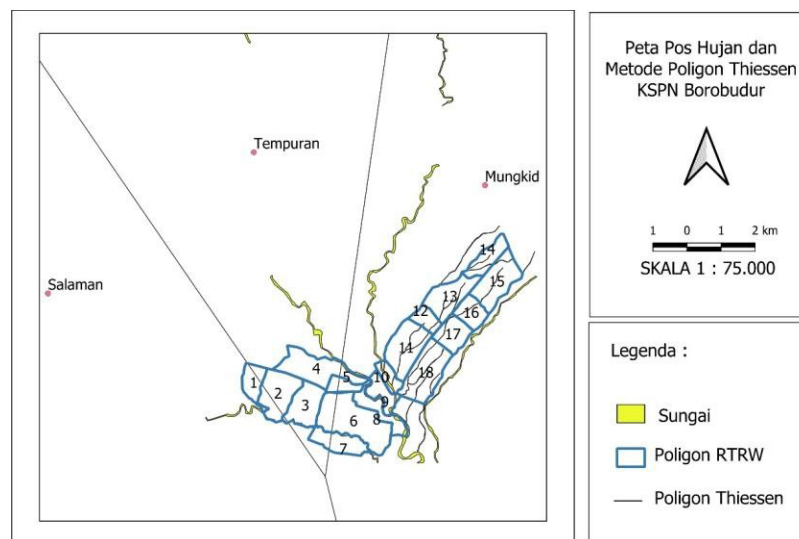 Peta Pos Hujan dan
Metode Poligon Thiessen
KSPN Borobudur
Tempuran
Mungkid
Salaman
14
15
13
12
16
17
11
18
4
5
10
1
2
3
9
6
8
7
1 0 1 2 km
SKALA 1 : 75.000
Legenda :
Sungai
Poligon RTRW
Poligon Thiessen